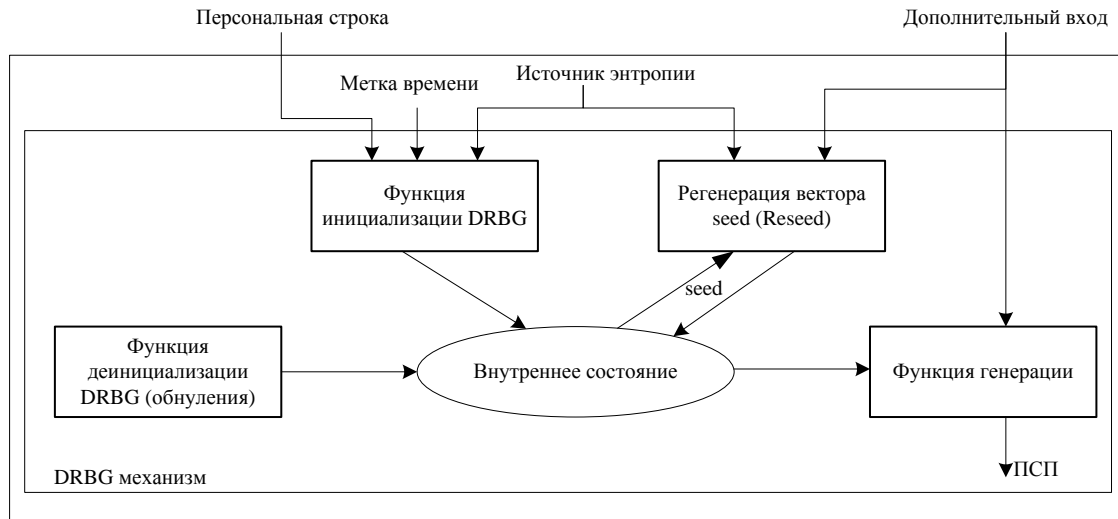 Персональная строка
Дополнительный вход
Источник энтропии
Метка времени
Функция
инициализации DRBG
Регенерация вектора
seed (Reseed)
seed
Функция
деинициализации
DRBG (обнуления)
Внутреннее состояние
Функция генерации
DRBG механизм
ПСП